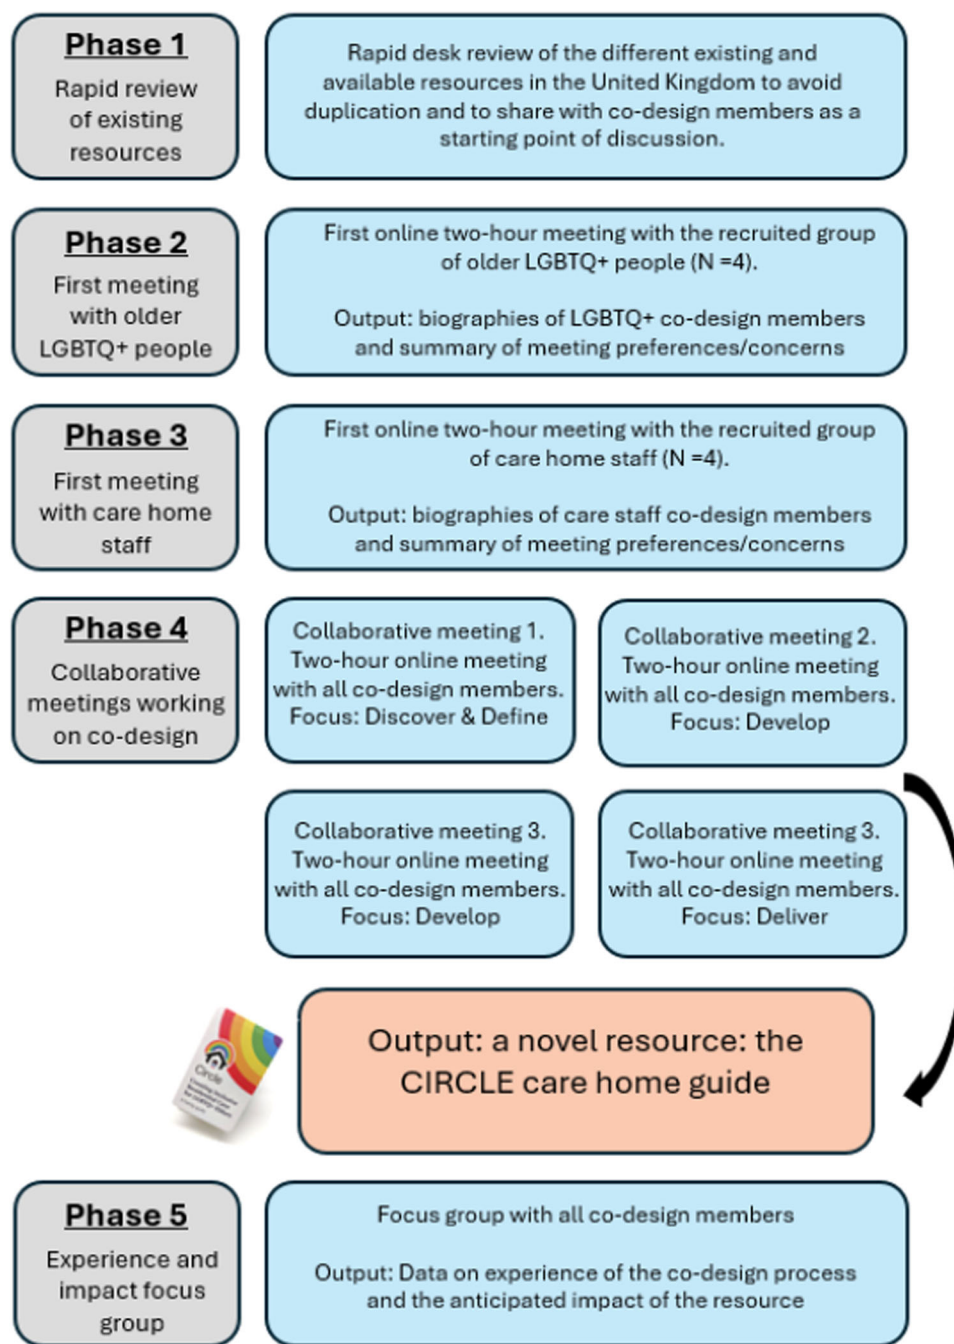 Phase 1
Rapid review
of existing
resources
Rapid desk review of the different existing and
available resources in the United Kingdom to avoid
duplication and to share with co-design members as a
starting point of discussion.
Phase 2
First meeting
with older
LGBTQ+ people
First online two-hour meeting with the recruited group
of older LGBTQ+ people (N =4).
Output: biographies of LGBTQ+ co-design members
and summary of meeting preferences/concerns
Phase 3
First meeting
with care home
staff
First online two-hour meeting with the recruited group
of care home staff (N =4).
Output: biographies of care staff co-design members
and summary of meeting preferences/concerns
Phase 4
Collaborative
meetings working
on co-design
Collaborative meeting 1.
Two-hour online meeting
with all co-design members.
Focus: Discover & Define
Collaborative meeting 2.
Two-hour online meeting
with all co-design members.
Focus: Develop
Collaborative meeting 3.
Two-hour online meeting
with all co-design members.
Focus: Develop
Collaborative meeting 3.
Two-hour online meeting
with all co-design members.
Focus: Deliver
Circle
Output: a novel resource: the
CIRCLE care home guide
Phase 5
Experience and
impact focus
group
Focus group with all co-design members
Output: Data on experience of the co-design process
and the anticipated impact of the resource